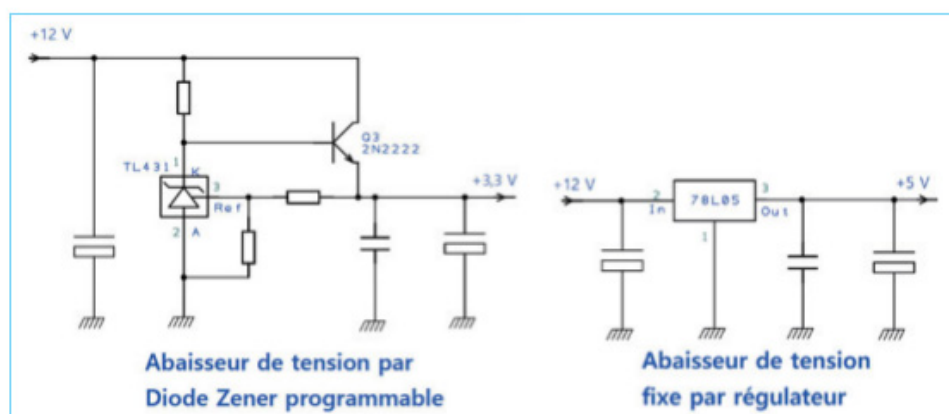 +12 V
Q3
2N2222
TL431 1 K
3
Ref
2 A
+3,3 V
+12 V
2 78L05 3
In Out
1
+5 V
Abaisseur de tension par
Diode Zener programmable
Abaisseur de tension
fixe par régulateur